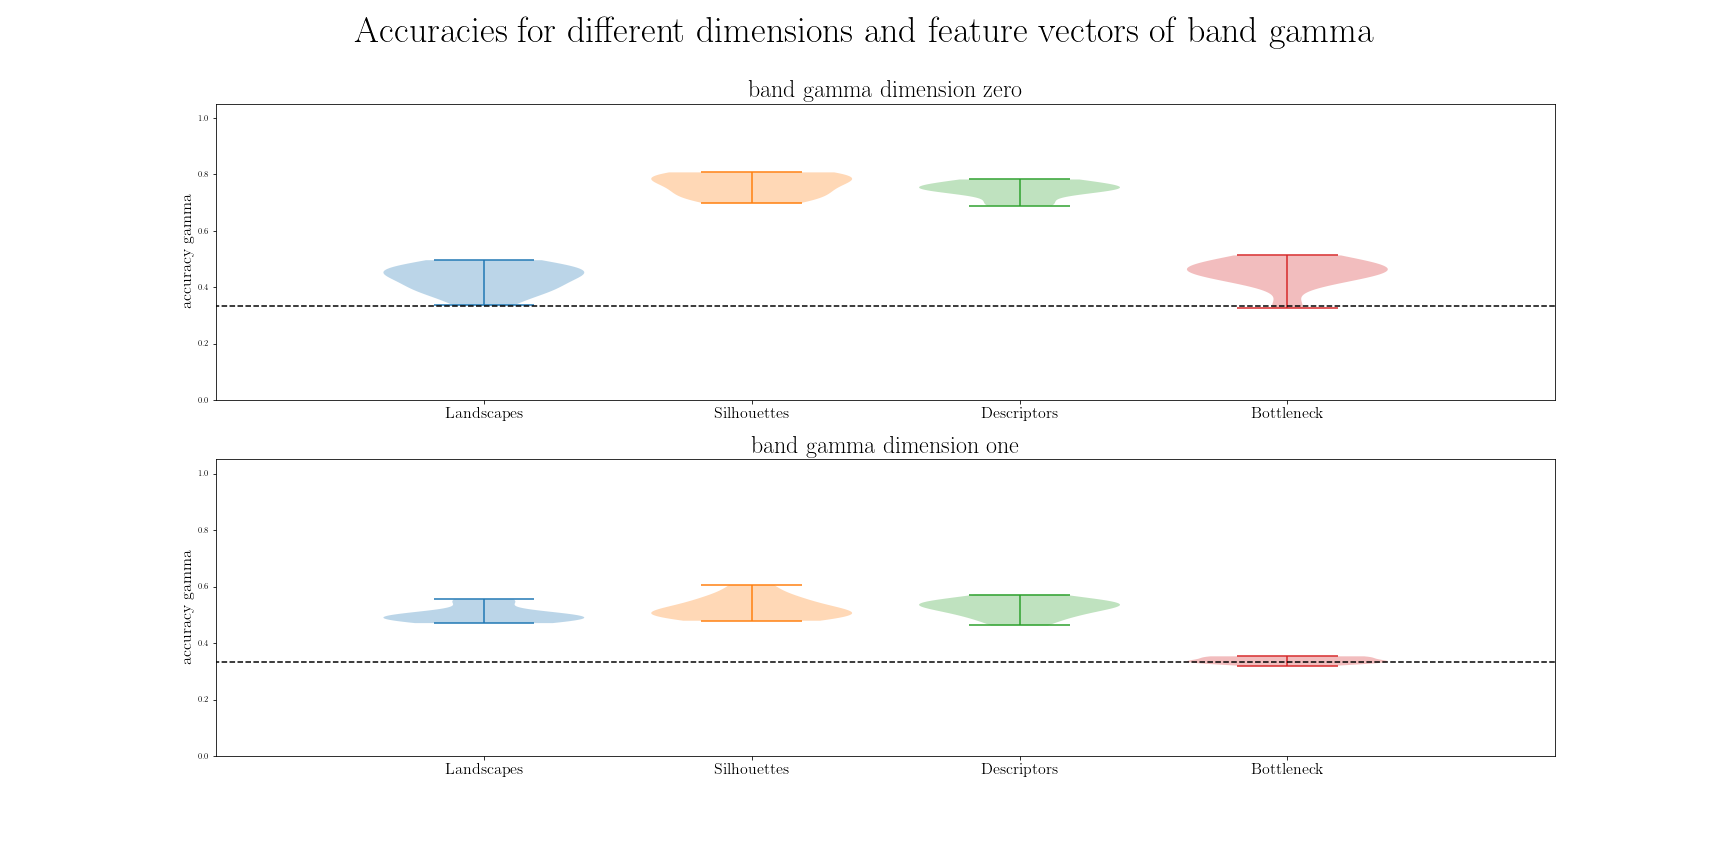 Accuracies for different dimensions and feature vectors of band gamma
band gamma dimension zero
accuracy gamma
1.0
0.8
0.6
0.4
0.2
0.0
Landscapes Silhouettes Descriptors Bottleneck
band gamma dimension one
accuracy gamma
1.0
0.8
0.6
0.4
0.2
0.0
Landscapes Silhouettes Descriptors Bottleneck